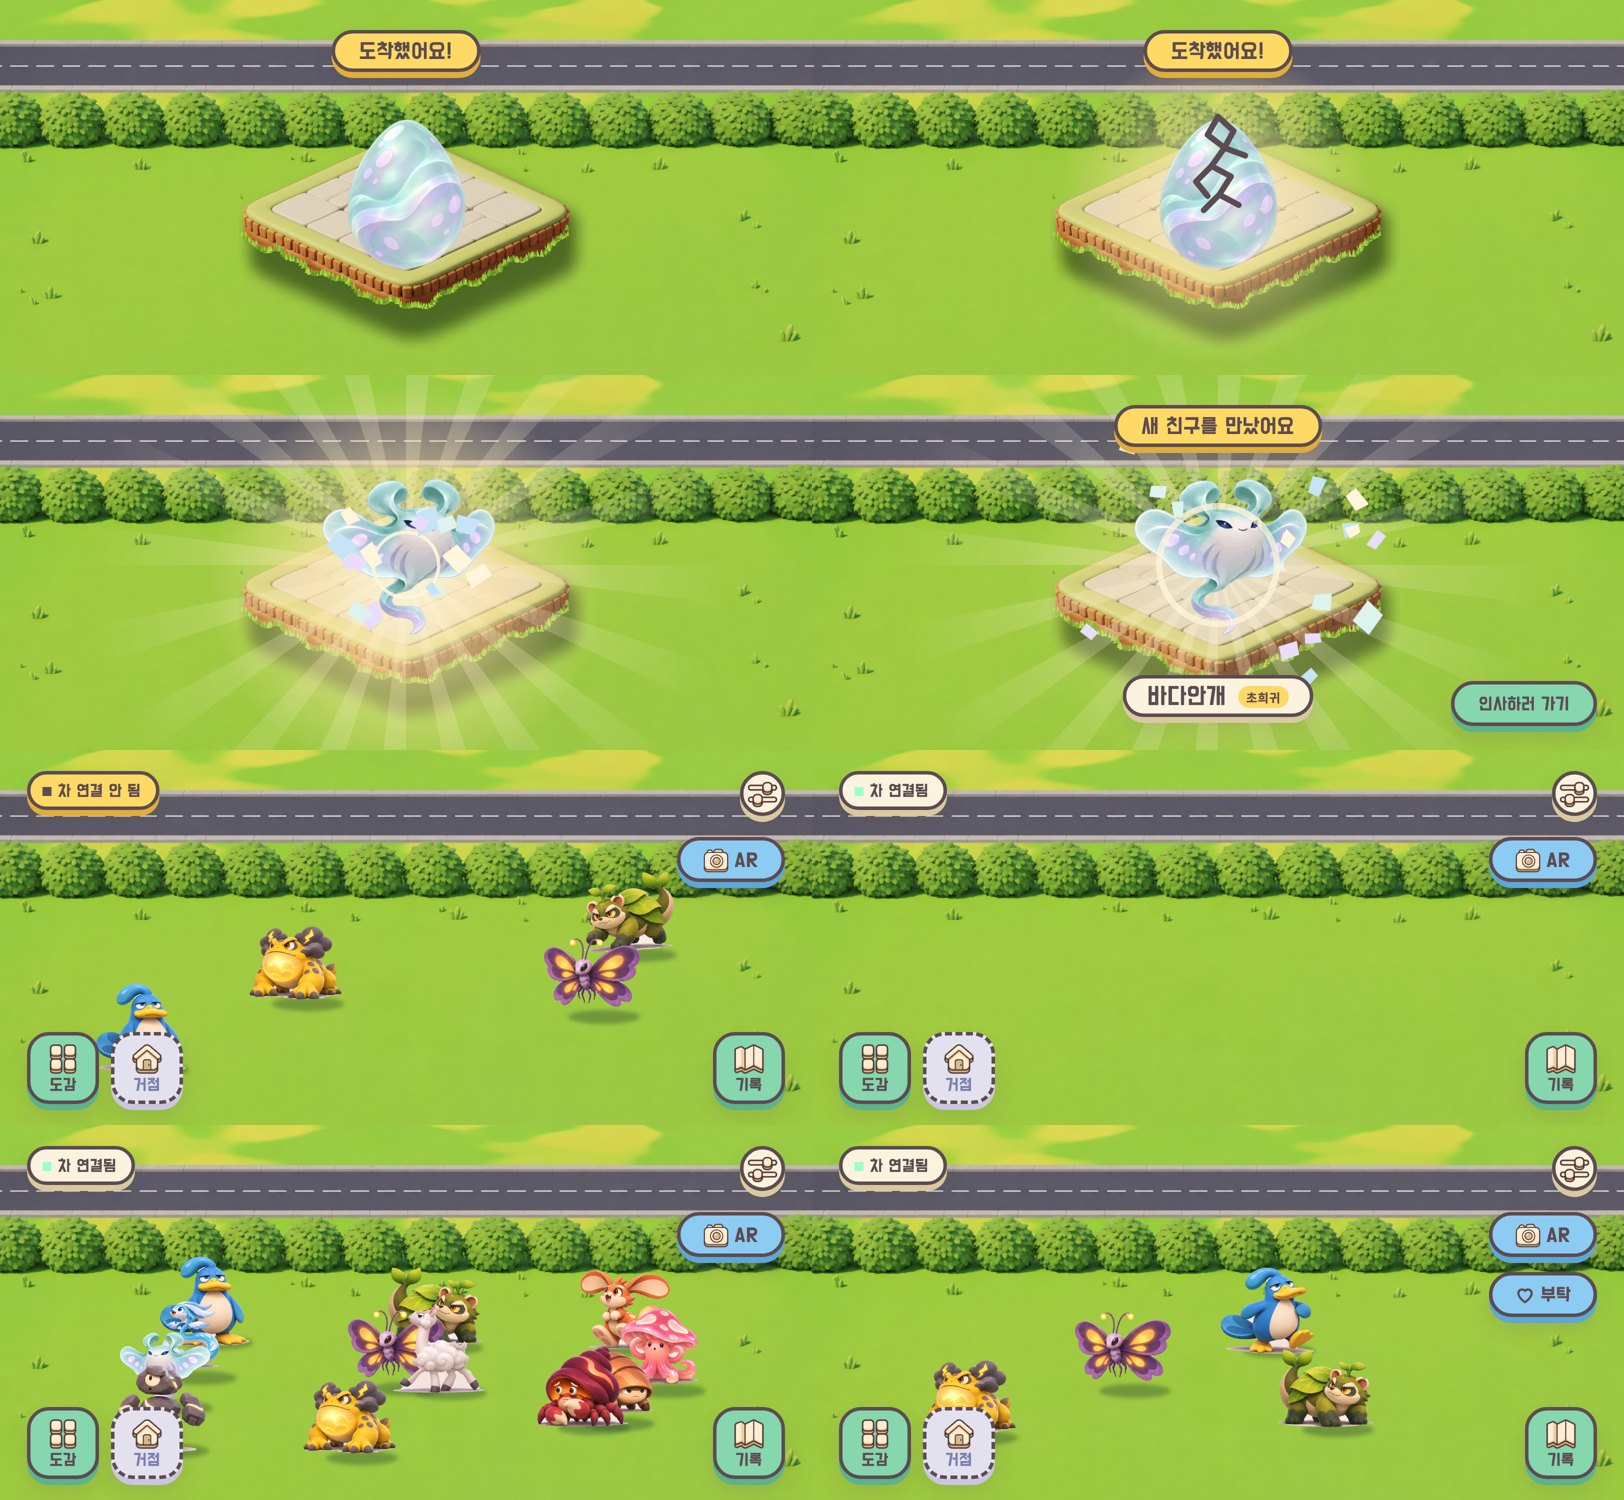 도착했어요!
도착했어요!
새 친구를 만났어요
바다안개 초희귀
인사하러 가기
차 연결 안 됨
AR
도감
거점
기록
차 연결됨
AR
도감
거점
기록
차 연결됨
AR
도감
거점
기록
차 연결됨
AR
부탁
도감
거점
기록